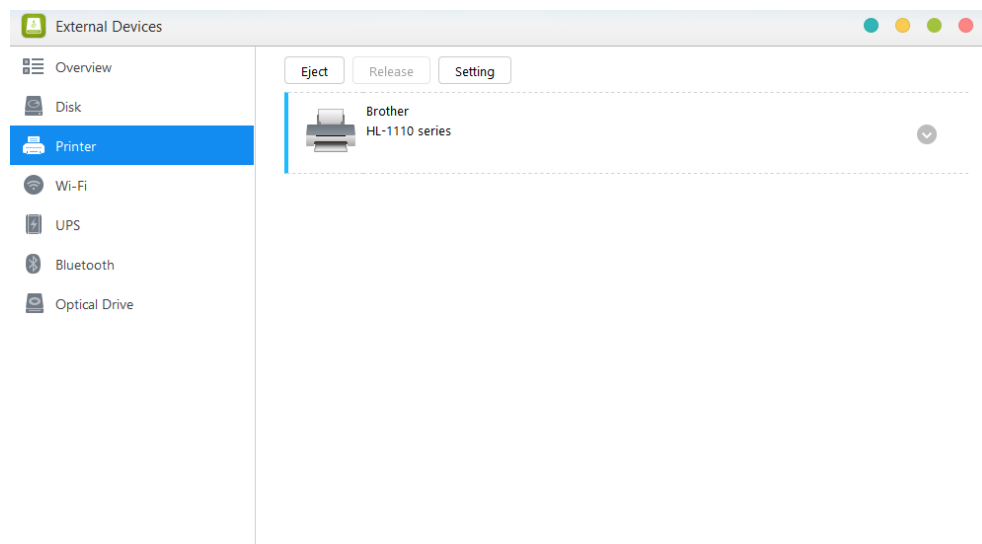 External Devices
Overview
Disk
Printer
Wi-Fi
UPS
Bluetooth
Optical Drive
Eject Release Setting
Brother
HL-1110 series